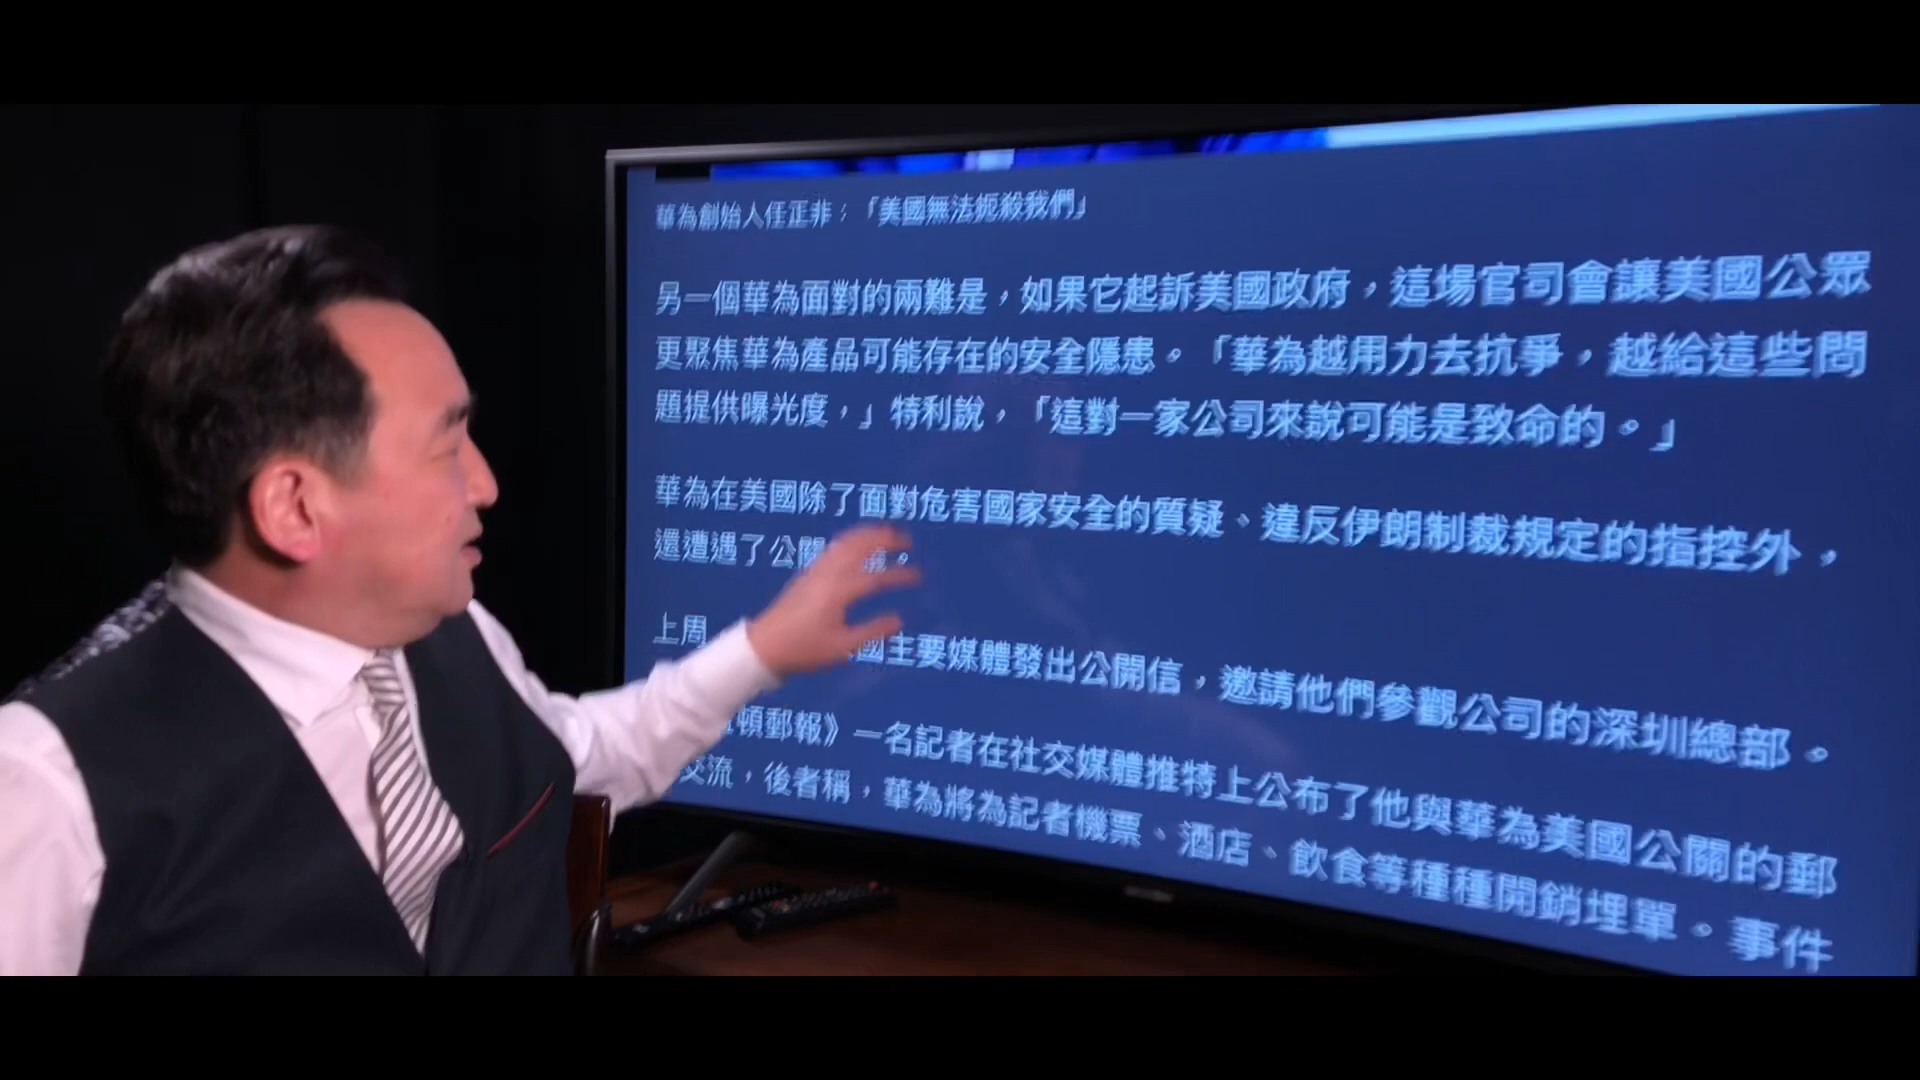 華為創始人任正非：「美國無法扼殺我們」
另一個華為面對的兩難是，如果它起訴美國政府，這場官司會讓美國公眾
更聚焦華為產品可能存在的安全隱患。「華為越用力去抗爭，越給這些問
題提供曝光度，」特利說，「這對一家公司來說可能是致命的。」
華為在美國除了面對危害國家安全的質疑、違反伊朗制裁規定的指控外，
還遭遇了公關
上周
國主要媒體發出公開信，邀請他們參觀公司的深圳總部。
頓郵報》一名記者在社交媒體推特上公布了他與華為美國公關的郵
交流，後者稱，華為將為記者機票、酒店、飲食等種種開銷埋單。事件